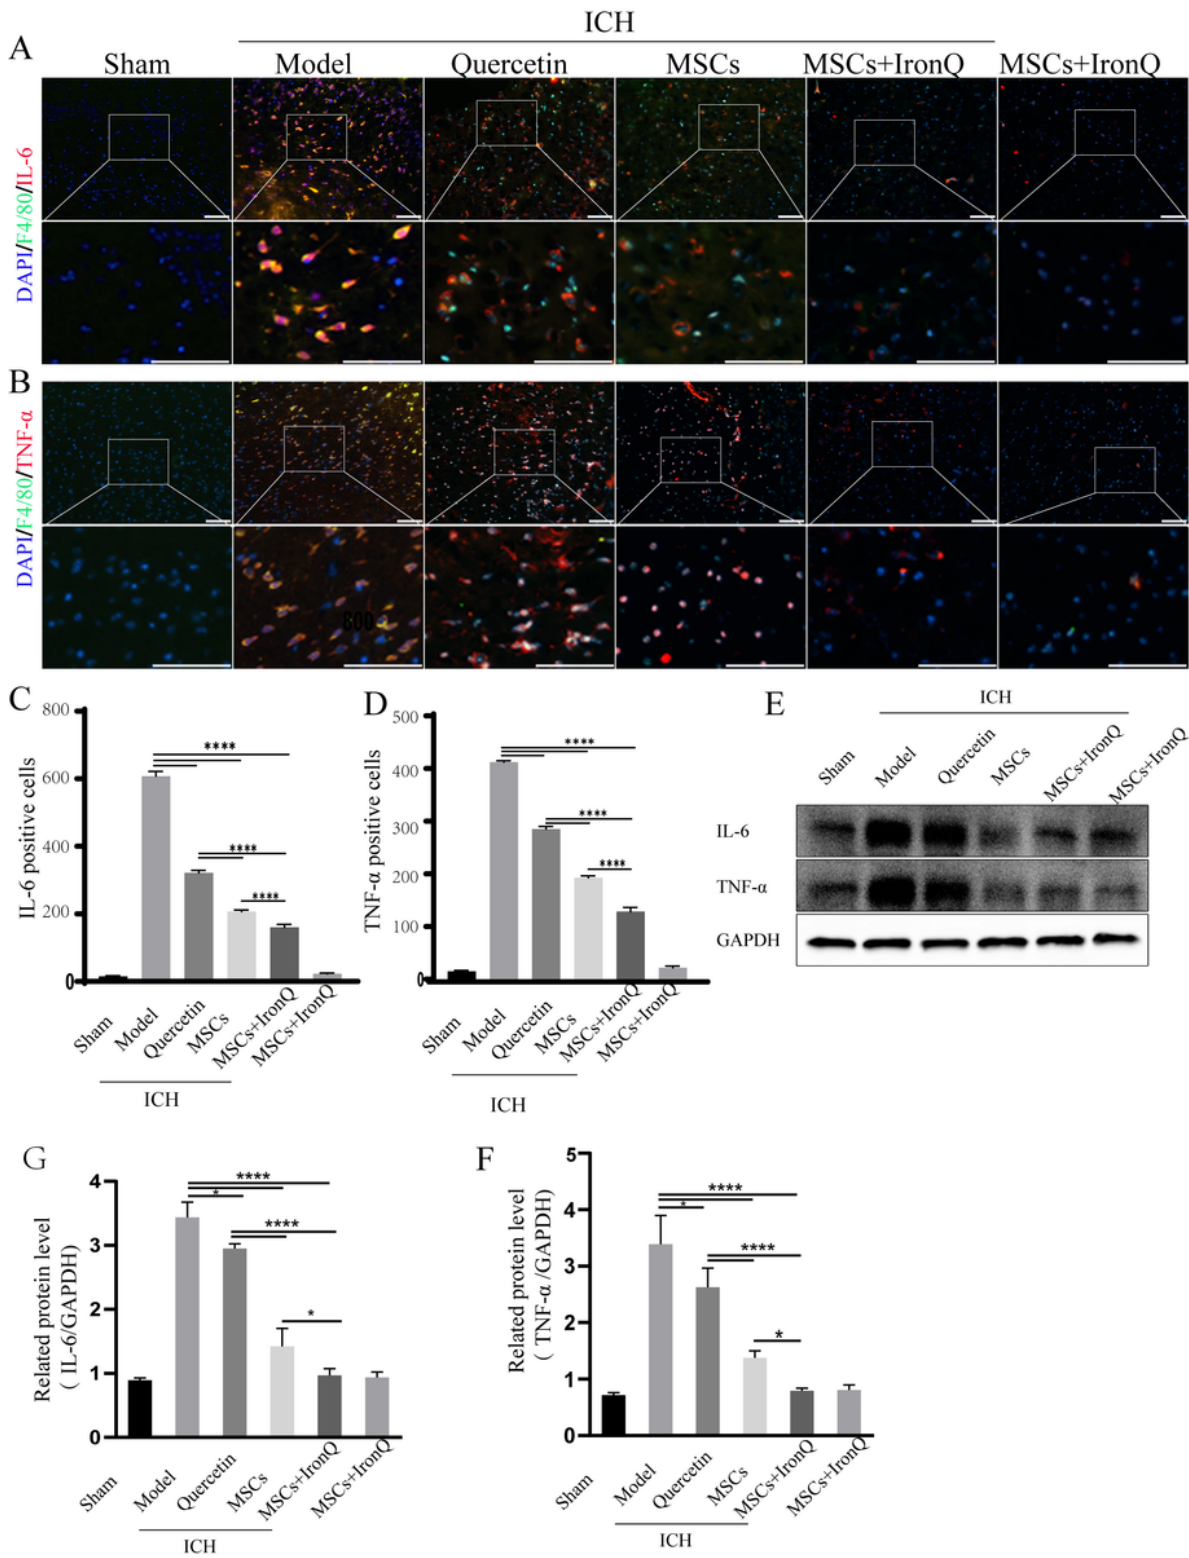 ICH
A
Sham Model Quercetin MSCs MSCs+IronQ MSCs+IronQ
DAPI/F4/80/IL-6
B
DAPI/F4/80/TNF-α
800
C
IL-6 positive cells
800
600
400
200
0
****
****
****
Sham
Model
Quercetin
MSCs
MSCs+IronQ
MSCs+IronQ
ICH
D
TNF-α positive cells
500
400
300
200
100
0
****
****
****
Sham
Model
Quercetin
MSCs
MSCs+IronQ
MSCs+IronQ
ICH
E
ICH
Sham
Model
Quercetin
MSCs
MSCs+IronQ
MSCs+IronQ
IL-6
TNF-α
GAPDH
G
Related protein level
( IL-6/GAPDH)
4
3
2
1
0
****
*
****
*
Sham
Model
Quercetin
MSCs
MSCs+IronQ
MSCs+IronQ
ICH
F
Related protein level
( TNF-α /GAPDH)
5
4
3
2
1
0
****
*
****
*
Sham
Model
Quercetin
MSCs
MSCs+IronQ
MSCs+IronQ
ICH